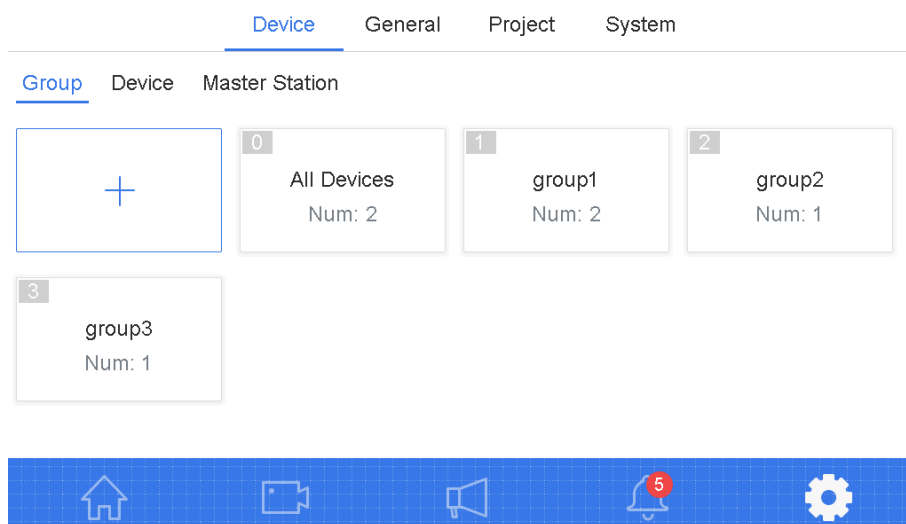 Device General Project System
Group Device Master Station
0
All Devices
Num: 2
1
group1
Num: 2
2
group2
Num: 1
3
group3
Num: 1
5